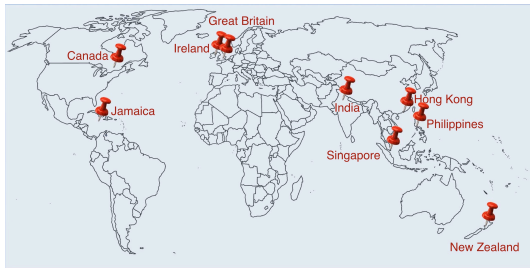 Great Britain
Canada
Ireland
Jamaica
India
Hong Kong
Philippines
Singapore
New Zealand